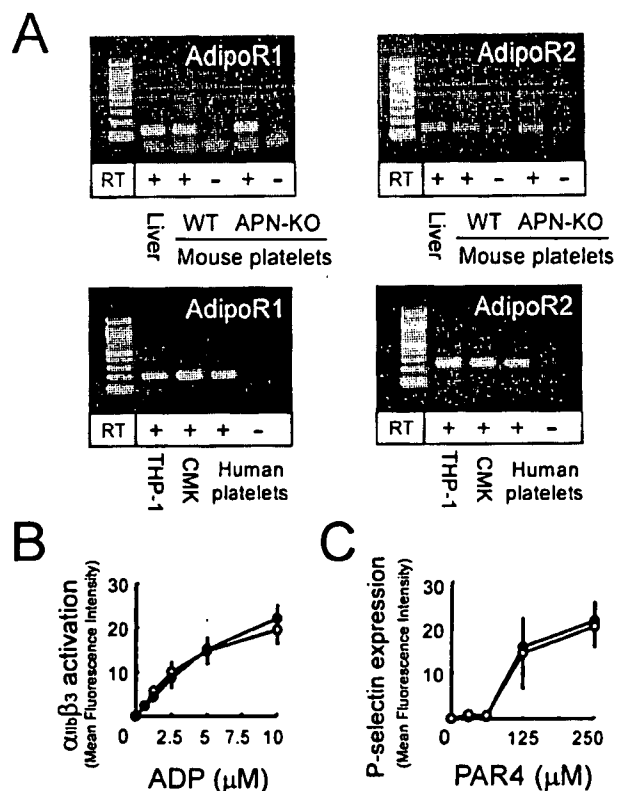 A
AdipoR1
AdipoR2
RT + + - + -
RT + + - + -
Liver WT APN-KO
Mouse platelets
Liver WT APN-KO
Mouse platelets
AdipoR1
AdipoR2
RT + + + -
RT + + + -
THP-1 CMK Human platelets
THP-1 CMK Human platelets
B
αIIbβ3 activation
(Mean Fluorescence Intensity)
30
20
10
0 2.5 5 7.5 10
ADP (μM)
C
P-selectin expression
(Mean Fluorescence Intensity)
30
20
10
0 125 250
PAR4 (μM)